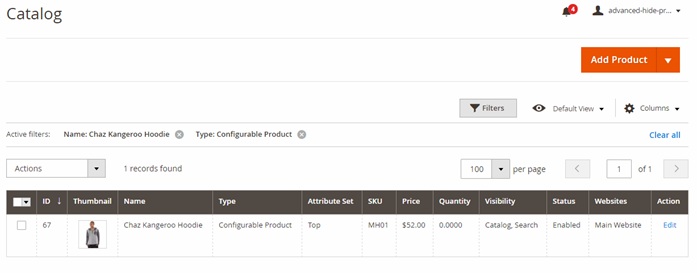 Catalog
4
advanced-hide-pr...
Add Product
Filters
Default View
Columns
Active filters: Name: Chaz Kangeroo Hoodie Type: Configurable Product Clear all
Actions 1 records found 100 per page 1 of 1
ID ↓ Thumbnail Name Type Attribute Set SKU Price Quantity Visibility Status Websites Action
67 Chaz Kangeroo Hoodie Configurable Product Top MH01 $52.00 0.0000 Catalog, Search Enabled Main Website Edit